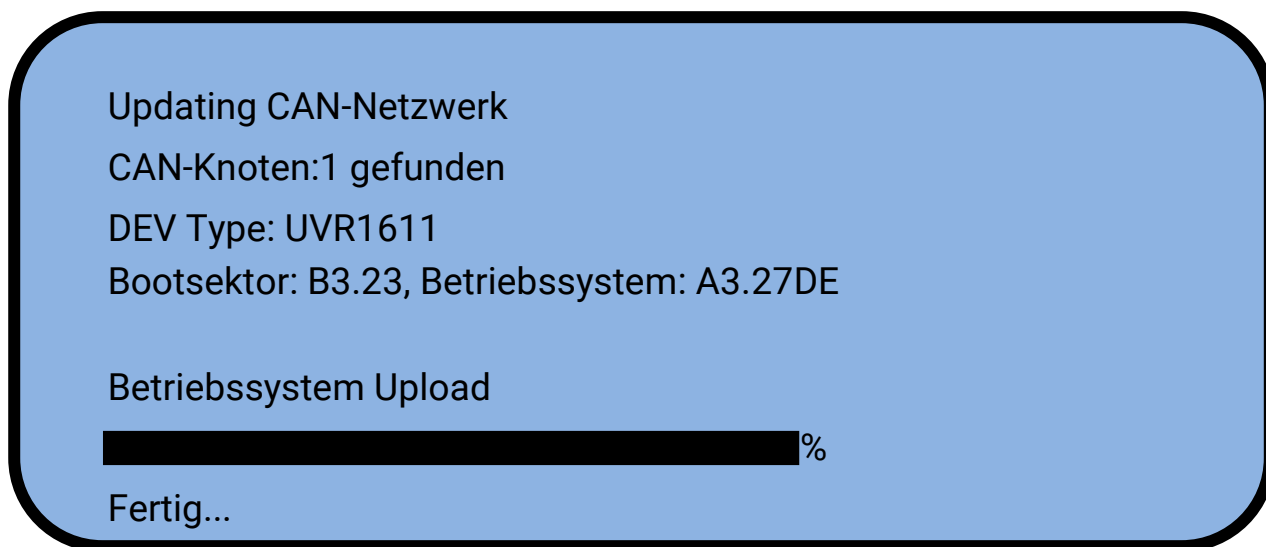 Updating CAN-Netzwerk
CAN-Knoten:1 gefunden
DEV Type: UVR1611
Bootsektor: B3.23, Betriebssystem: A3.27DE
Betriebssystem Upload
%
Fertig...